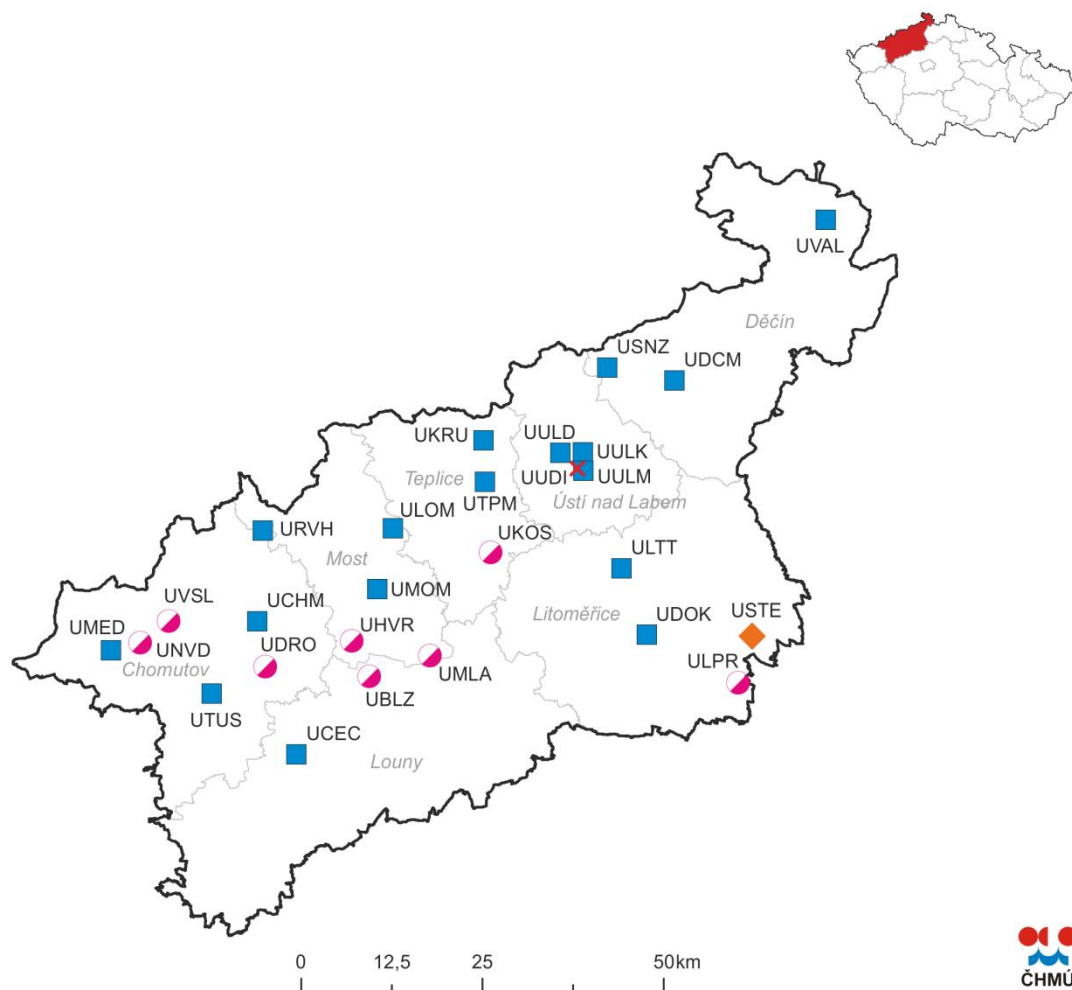 UVAL
Děčín
USNZ
UDCM
UKRU
UULD
UULK
Teplice
UUDI
UULM
UTPM
Ústí nad Labem
ULOM
URVH
UKOS
Most
ULTT
UMOM
UVSL
UCHM
Litoměřice
UDOK
USTE
UMED
UNVD
UDRO
UHVR
Chomutov
UMLA
ULPR
UBLZ
UTUS
UCEC
Louny
0 12,5 25 50km
ČHMÚ